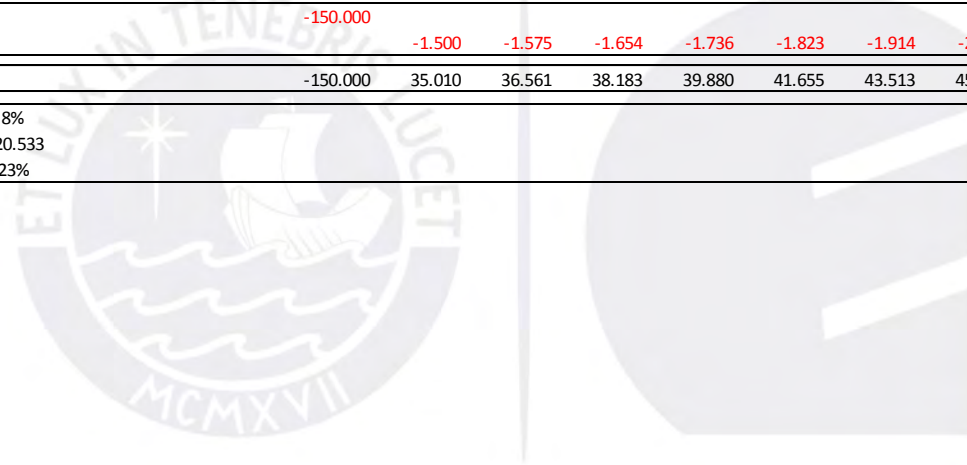 -150.000
-1.500 -1.575 -1.654 -1.736 -1.823 -1.914
-150.000 35.010 36.561 38.183 39.880 41.655 43.513
8%
20.533
23%
ET LUX IN TENEBRIS LUCET
MCMXVII